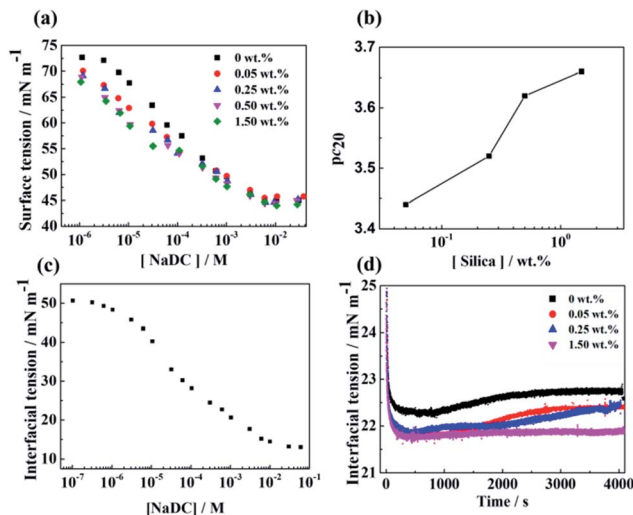 (a)
Surface tension / mN m⁻¹
75
70
65
60
55
50
45
40
0 wt.%
0.05 wt.%
0.25 wt.%
0.50 wt.%
1.50 wt.%
10⁻⁶ 10⁻⁵ 10⁻⁴ 10⁻³ 10⁻²
[ NaDC] / M
(b)
pc₂₀
3.7
3.6
3.5
3.4
10⁻¹ 10⁰
[ Silica] / wt.%
(c)
Interfacial tension / mN m⁻¹
50
40
30
20
10
10⁻⁷ 10⁻⁶ 10⁻⁵ 10⁻⁴ 10⁻³ 10⁻² 10⁻¹
[NaDC] / M
(d)
Interfacial tension / mN m⁻¹
25
24
23
22
21
0 wt.%
0.05 wt.%
0.25 wt.%
1.50 wt.%
0 1000 2000 3000 4000
Time / s